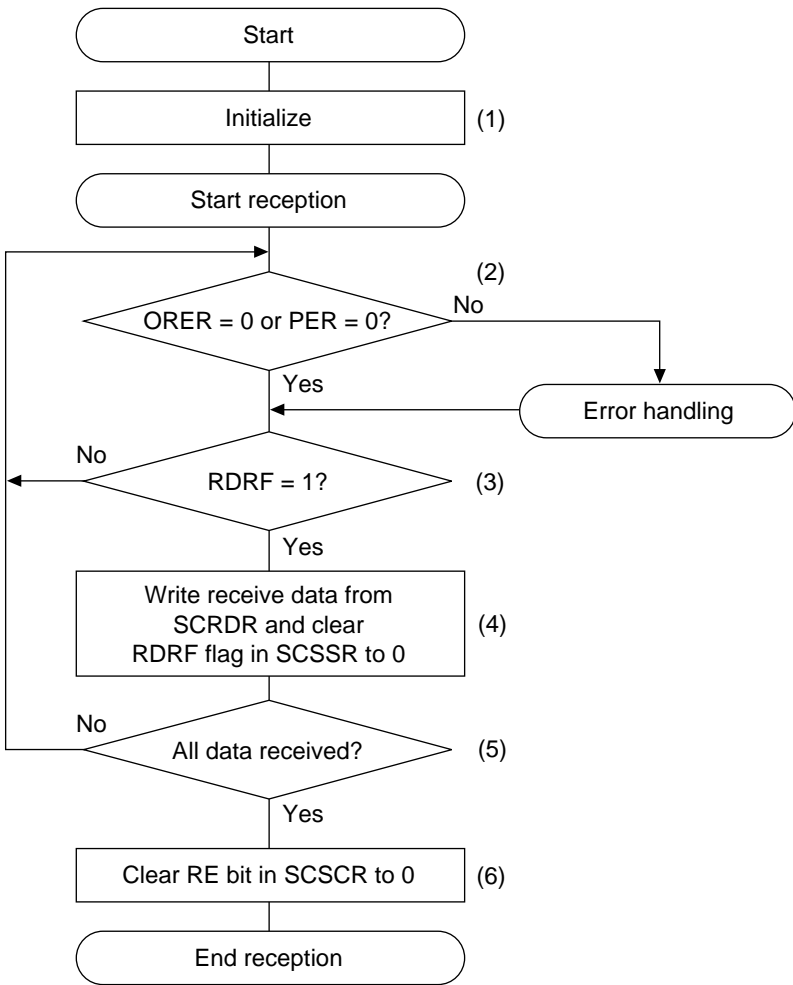 Start
Initialize
(1)
Start reception
(2)
ORER = 0 or PER = 0?
No
Yes
Error handling
No
RDRF = 1?
(3)
Yes
Write receive data from
SCRDR and clear
RDRF flag in SCSSR to 0
(4)
No
All data received?
(5)
Yes
Clear RE bit in SCSCR to 0
(6)
End reception